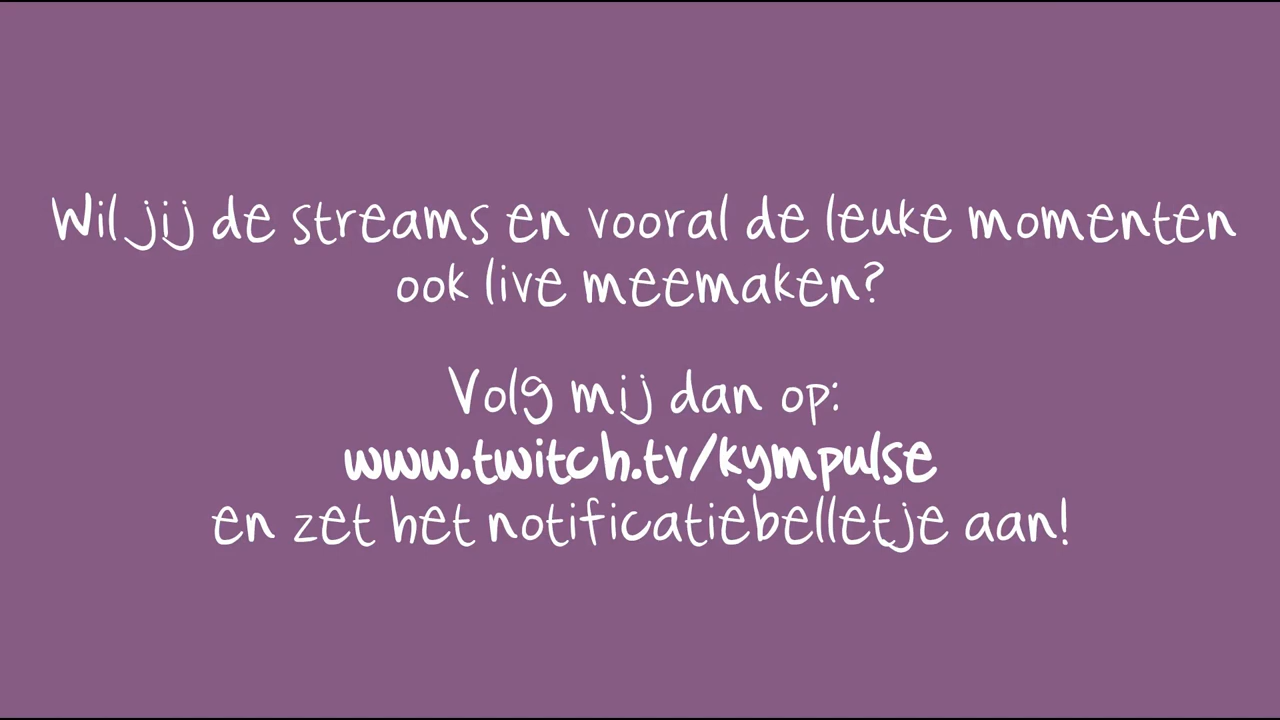 Wil jij de streams en vooral de leuke momenten
ook live meemaken?
Volg mij dan op:
www.twitch.tv/kympulse
en zet het notificatiebelletje aan!